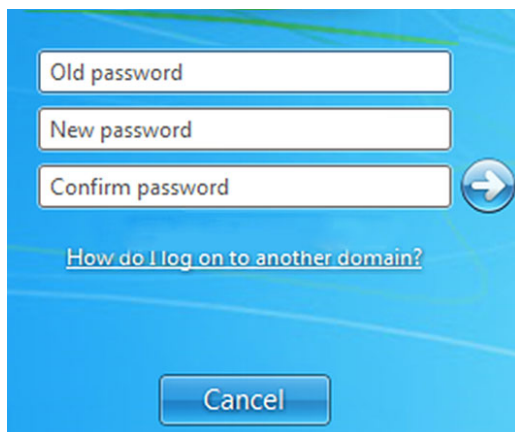 Old password
New password
Confirm password
How do I log on to another domain?
Cancel